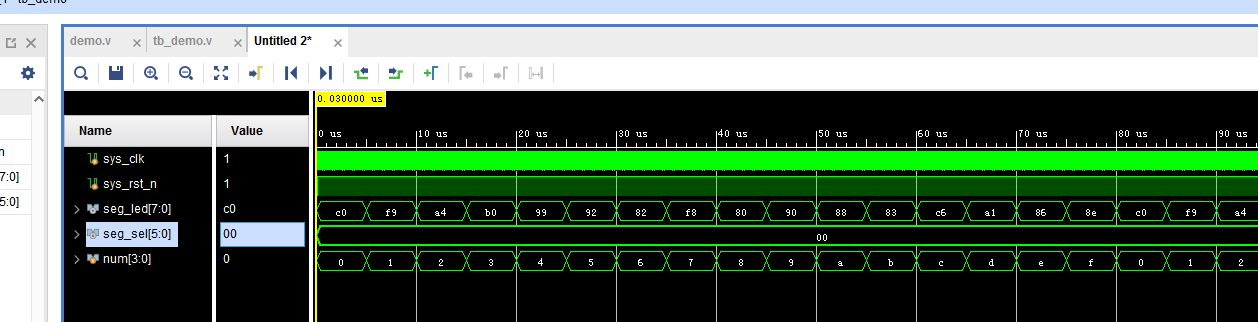 tb_demo
demo.v tb_demo.v Untitled 2*
0.030000 us
Name Value
0 us 10 us 20 us 30 us 40 us 50 us 60 us 70 us 80 us 90 us
sys_clk 1
sys_rst_n 1
7:0] seg_led[7:0] c0 c0 f9 a4 b0 99 92 82 f8 80 90 88 83 c6 a1 86 8e c0 f9 a4
5:0] seg_sel[5:0] 00 00
num[3:0] 0 0 1 2 3 4 5 6 7 8 9 a b c d e f 0 1 2